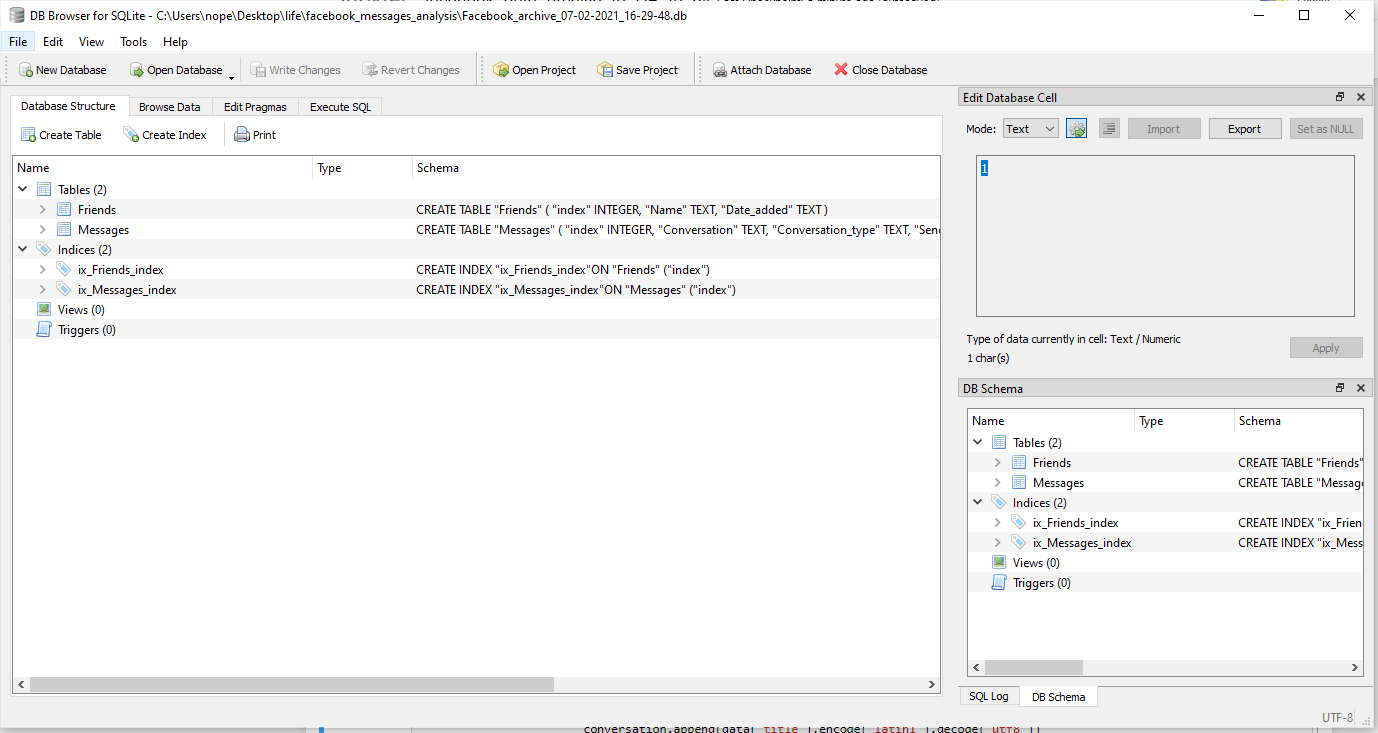 DB Browser for SQLite - C:\Users\nope\Desktop\life\facebook_messages_analysis\Facebook_archive_07-02-2021_16-29-48.db
File Edit View Tools Help
New Database Open Database Write Changes Revert Changes Open Project Save Project Attach Database Close Database
Database Structure Browse Data Edit Pragmas Execute SQL
Create Table Create Index Print
Name Type Schema
Tables (2)
Friends CREATE TABLE "Friends" ( "index" INTEGER, "Name" TEXT, "Date_added" TEXT )
Messages CREATE TABLE "Messages" ( "index" INTEGER, "Conversation" TEXT, "Conversation_type" TEXT, "Send
Indices (2)
ix_Friends_index CREATE INDEX "ix_Friends_index"ON "Friends" ("index")
ix_Messages_index CREATE INDEX "ix_Messages_index"ON "Messages" ("index")
Views (0)
Triggers (0)
Edit Database Cell
Mode: Text Import Export Set as NULL
1
Type of data currently in cell: Text / Numeric
1 char(s)
Apply
DB Schema
Name Type Schema
Tables (2)
Friends CREATE TABLE "Friends"
Messages CREATE TABLE "Message
Indices (2)
ix_Friends_index CREATE INDEX "ix_Frien
ix_Messages_index CREATE INDEX "ix_Mess
Views (0)
Triggers (0)
SQL Log DB Schema
UTF-8
conversation.append(data['title'].encode('latin1').decode('utf8'))